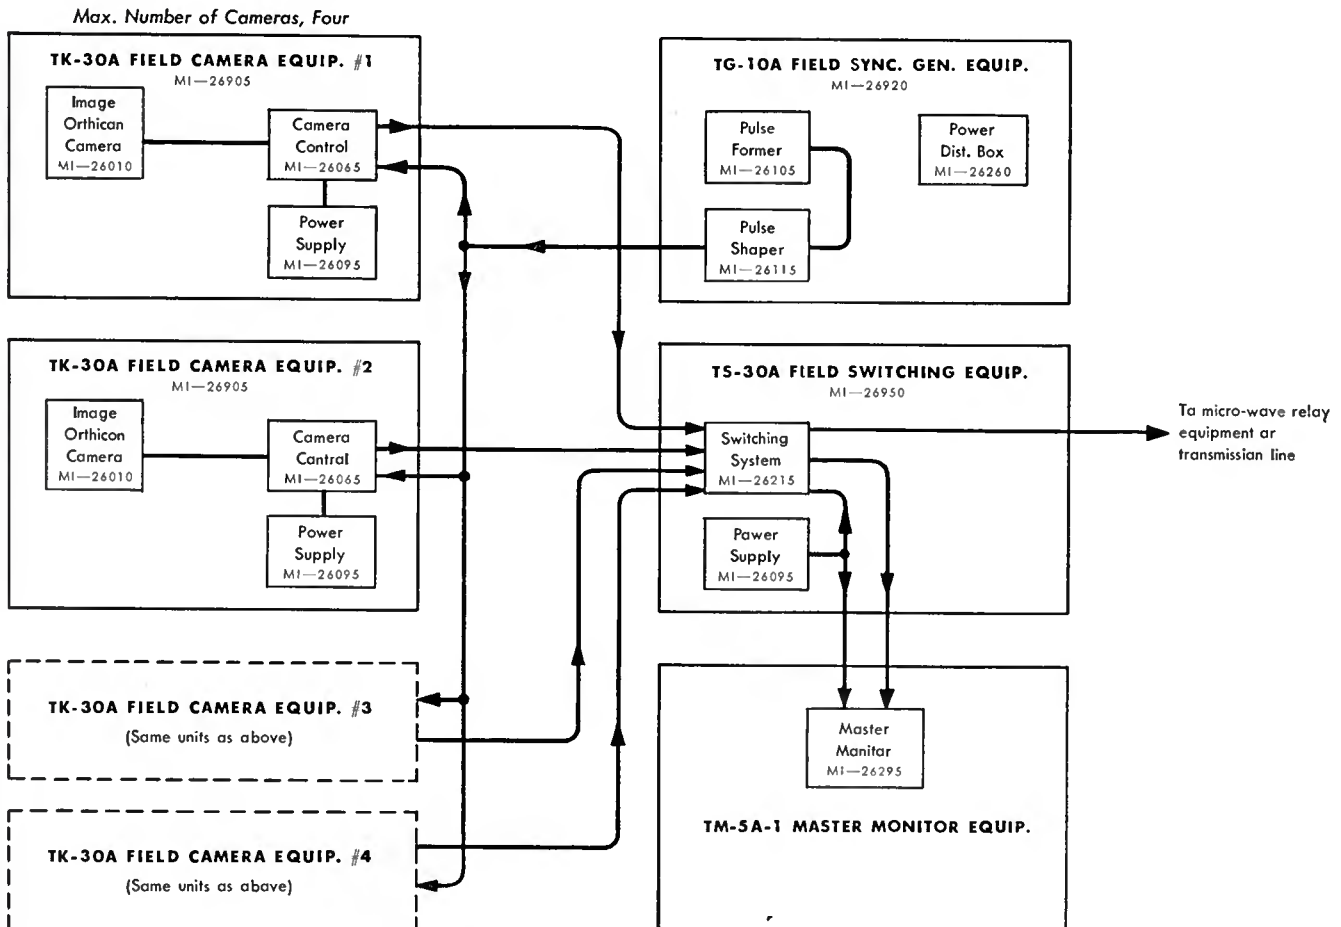 Max. Number of Cameras, Four
TK-30A FIELD CAMERA EQUIP. #1
MI—26905
Image
Orthican
Camera
MI—26010
Camera
Control
MI—26065
Power
Supply
MI—26095
TG-10A FIELD SYNC. GEN. EQUIP.
MI—26920
Pulse
Former
MI—26105
Power
Dist. Box
MI—26260
Pulse
Shaper
MI—26115
TK-30A FIELD CAMERA EQUIP. #2
MI—26905
Image
Orthicon
Camera
MI—26010
Camera
Cantral
MI—26065
Power
Supply
MI—26095
TS-30A FIELD SWITCHING EQUIP.
MI—26950
Switching
System
MI—26215
Pawer
Supply
MI—26095
Ta micro-wave relay
equipment ar
transmissian line
TK-30A FIELD CAMERA EQUIP. #3
(Same units as above)
TK-30A FIELD CAMERA EQUIP. #4
(Same units as above)
Master
Manitar
MI—26295
TM-5A-1 MASTER MONITOR EQUIP.